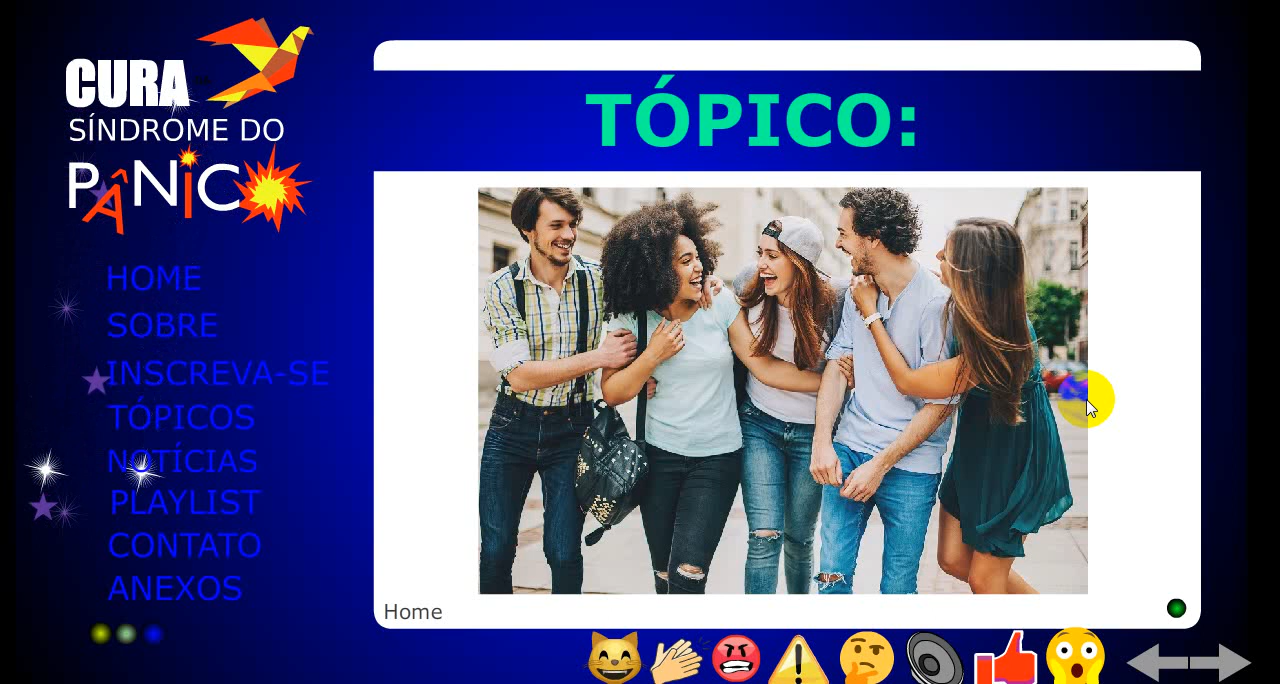 CURA
SÍNDROME DO
PÂNICO
HOME
SOBRE
INSCREVA-SE
TÓPICOS
NOTÍCIAS
PLAYLIST
CONTATO
ANEXOS
TÓPICO:
Home